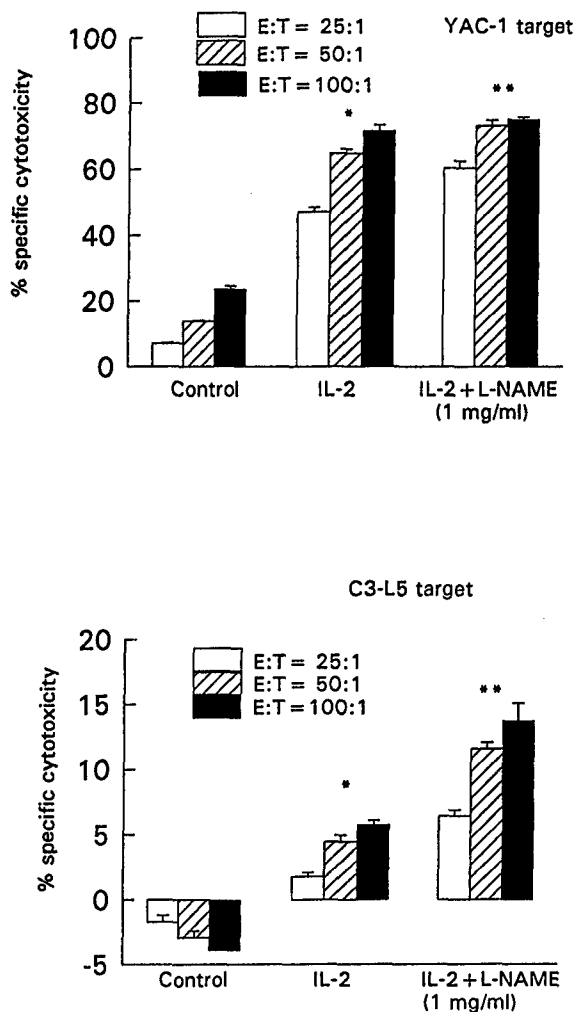 E:T = 25:1
YAC-1 target
E:T = 50:1
E:T = 100:1
% specific cytotoxicity
100
80
60
40
20
0
*
**
Control
IL-2
IL-2 + L-NAME
(1 mg/ml)
C3-L5 target
E:T = 25:1
E:T = 50:1
E:T = 100:1
% specific cytotoxicity
20
15
10
5
0
-5
*
**
Control
IL-2
IL-2 + L-NAME
(1 mg/ml)